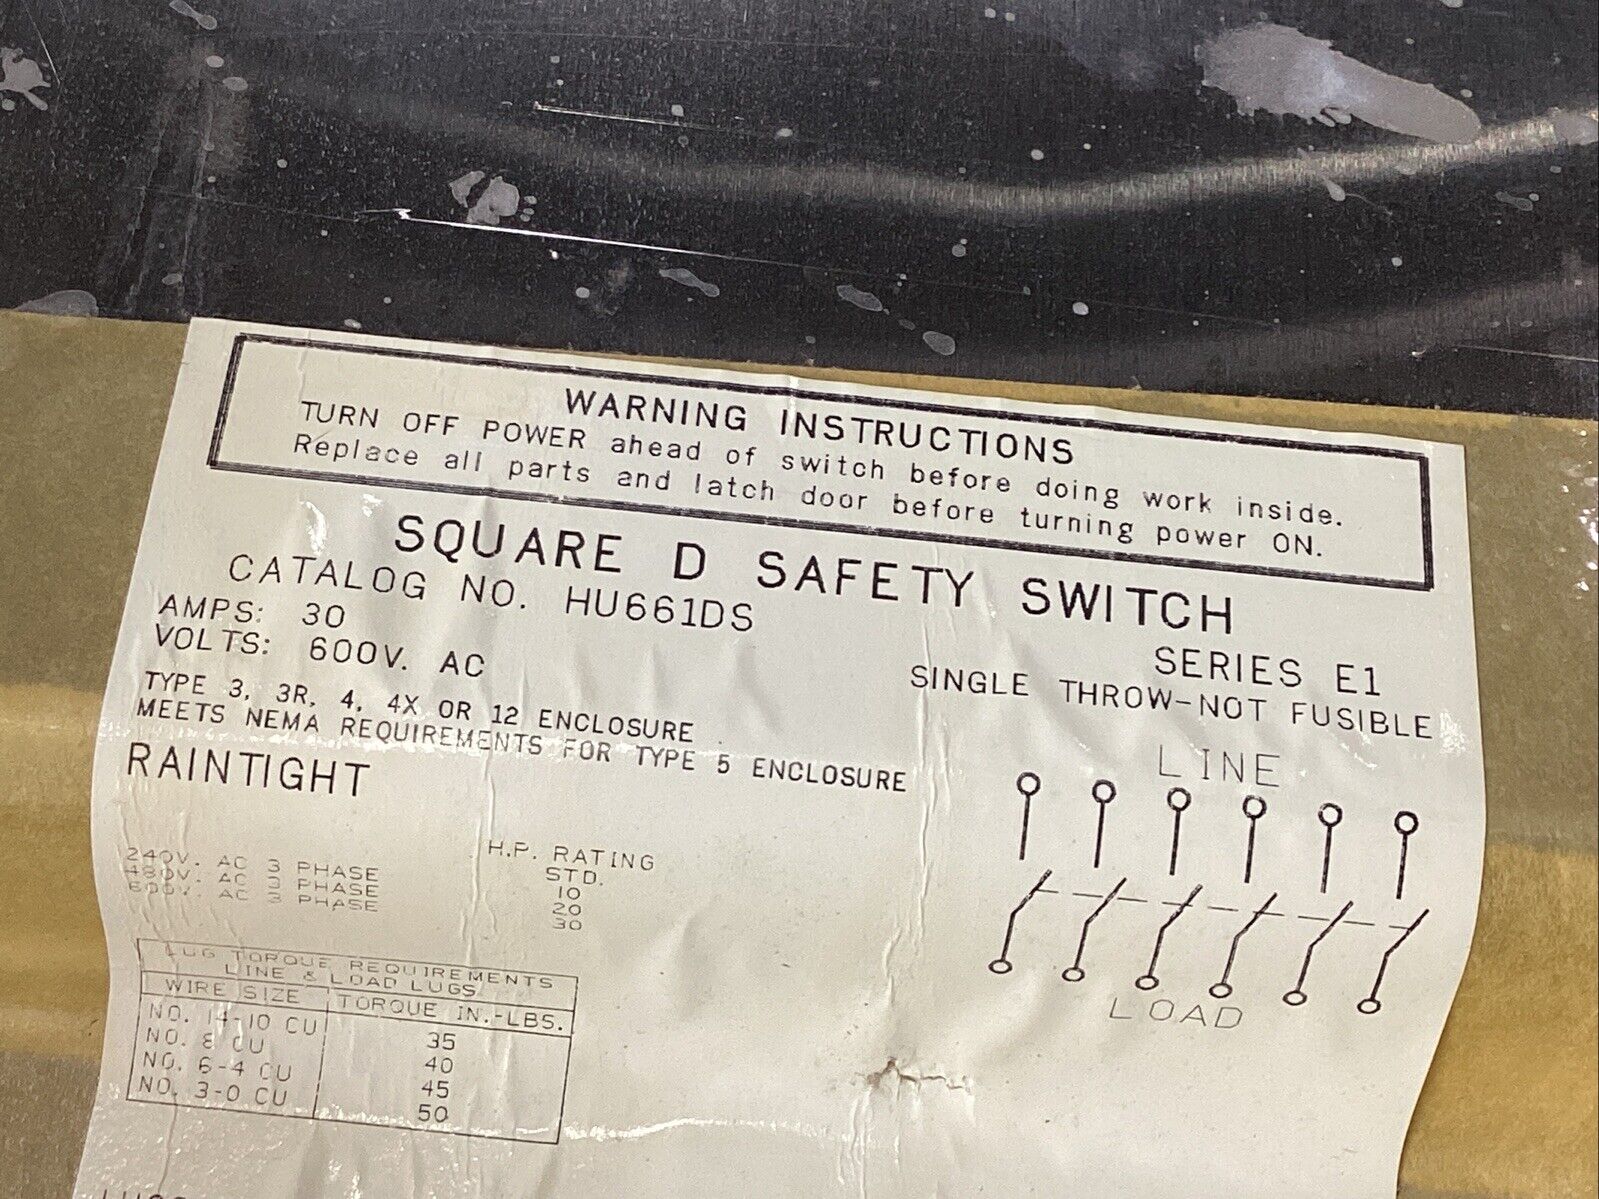 WARNING INSTRUCTIONS
TURN OFF POWER ahead of switch before doing work inside.
Replace all parts and latch door before turning power ON.
SQUARE D SAFETY SWITCH
CATALOG NO. HU661DS
SERIES E1
AMPS: 30
VOLTS: 600V. AC
SINGLE THROW-NOT FUSIBLE
TYPE 3, 3R, 4, 4X OR 12 ENCLOSURE
MEETS NEMA REQUIREMENTS FOR TYPE 5 ENCLOSURE
RAINTIGHT
LINE
LOAD
H.P. RATING
STD.
240V. AC 3 PHASE 10
480V. AC 3 PHASE 20
600V. AC 3 PHASE 30
LUG TORQUE REQUIREMENTS
LINE & LOAD LUGS
WIRE SIZE TORQUE IN.-LBS.
NO. 14-10 CU 35
NO. 8 CU 40
NO. 6-4 CU 45
NO. 3-0 CU 50